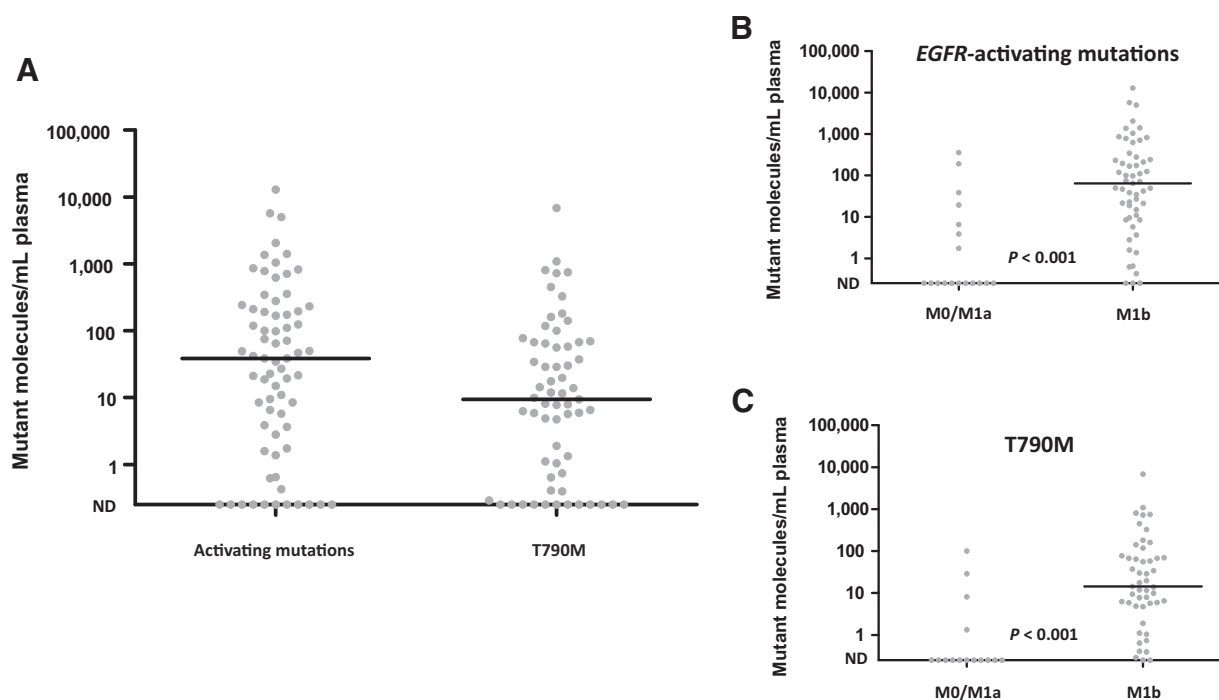 A
Mutant molecules/mL plasma
100,000
10,000
1,000
100
10
1
ND
Activating mutations
T790M
B
EGFR-activating mutations
Mutant molecules/mL plasma
100,000
10,000
1,000
100
10
1
ND
P < 0.001
M0/M1a
M1b
C
T790M
Mutant molecules/mL plasma
100,000
10,000
1,000
100
10
1
ND
P < 0.001
M0/M1a
M1b